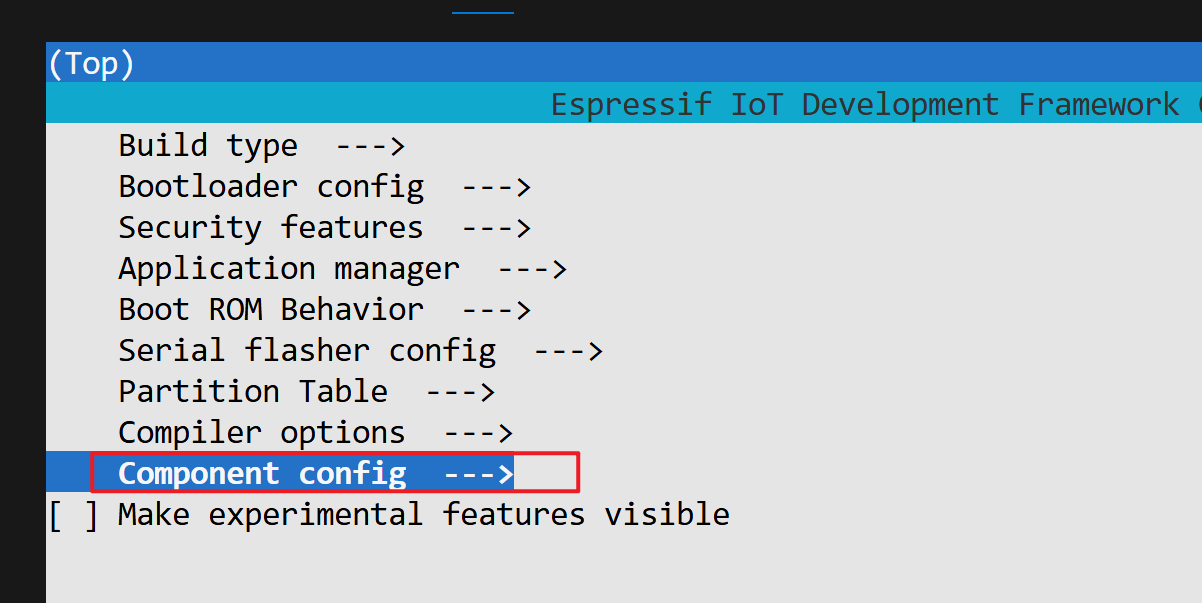 (Top)
Espressif IoT Development Framework
Build type  --->
Bootloader config  --->
Security features  --->
Application manager  --->
Boot ROM Behavior  --->
Serial flasher config  --->
Partition Table  --->
Compiler options  --->
Component config  --->
[ ] Make experimental features visible